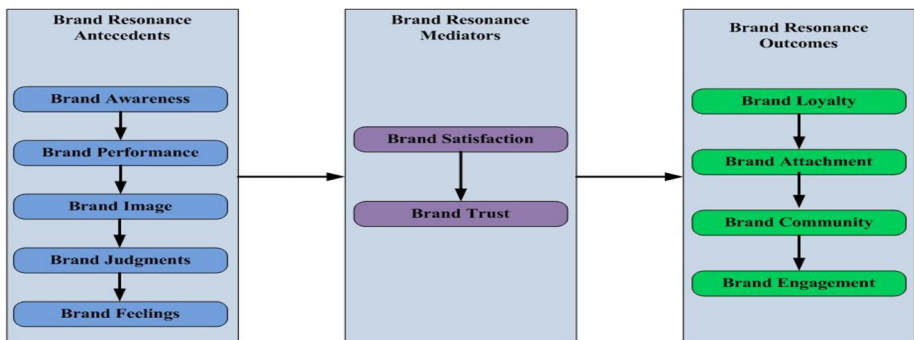 Brand Resonance
Antecedents
Brand Awareness
Brand Performance
Brand Image
Brand Judgments
Brand Feelings
Brand Resonance
Mediators
Brand Satisfaction
Brand Trust
Brand Resonance
Outcomes
Brand Loyalty
Brand Attachment
Brand Community
Brand Engagement